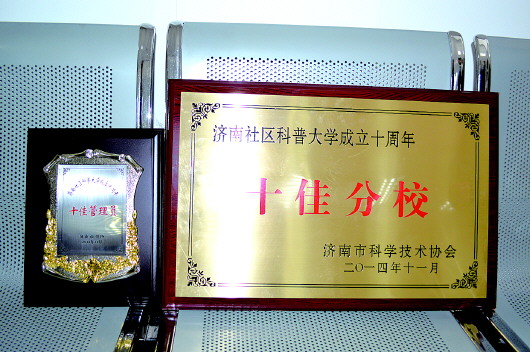 济南社区科普大学成立十周年
十佳分校
济南市科学技术协会
二〇一四年十一月
十佳管理员